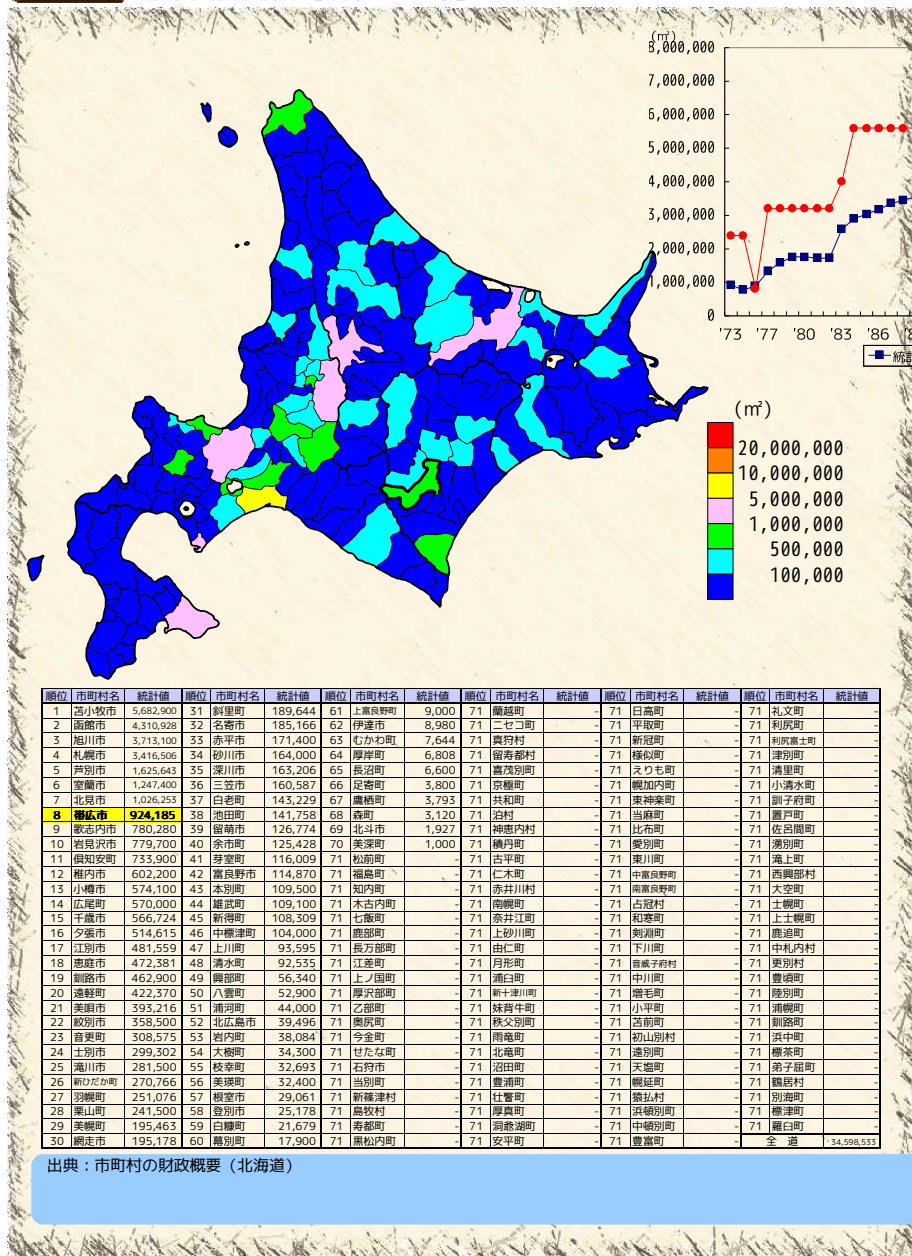 (㎡)
8,000,000
7,000,000
6,000,000
5,000,000
4,000,000
3,000,000
2,000,000
1,000,000
0
'73 '77 '80 '83 '86
(㎡)
20,000,000
10,000,000
5,000,000
1,000,000
500,000
100,000
順位 市町村名 統計値 順位 市町村名 統計値 順位 市町村名 統計値 順位 市町村名 統計値 順位 市町村名 統計値 順位 市町村名 統計値
1 苫小牧市 5,682,900 31 斜里町 189,644 61 上富良野町 9,000 71 蘭越町 - 71 日高町 - 71 礼文町 -
2 函館市 4,310,928 32 名寄市 185,166 62 伊達市 8,980 71 ニセコ町 - 71 平取町 - 71 利尻町 -
3 旭川市 3,713,100 33 赤平市 171,400 63 むかわ町 7,644 71 真狩村 - 71 新冠町 - 71 利尻富士町 -
4 札幌市 3,416,506 34 砂川市 164,000 64 厚岸町 6,808 71 留寿都村 - 71 様似町 - 71 津別町 -
5 芦別市 1,625,643 35 深川市 163,206 65 長沼町 6,600 71 喜茂別町 - 71 えりも町 - 71 清里町 -
6 室蘭市 1,247,400 36 三笠市 160,587 66 足寄町 3,800 71 京極町 - 71 幌加内町 - 71 小清水町 -
7 北見市 1,026,253 37 白老町 143,229 67 鷹栖町 3,793 71 共和町 - 71 東神楽町 - 71 訓子府町 -
8 帯広市 924,185 38 池田町 141,758 68 森町 3,120 71 泊村 - 71 当麻町 - 71 置戸町 -
9 歌志内市 780,280 39 留萌市 126,774 69 北斗市 1,927 71 神恵内村 - 71 比布町 - 71 佐呂間町 -
10 岩見沢市 779,700 40 余市町 125,428 70 美深町 1,000 71 積丹町 - 71 愛別町 - 71 湧別町 -
11 倶知安町 733,900 41 芽室町 116,009 71 松前町 - 71 古平町 - 71 東川町 - 71 滝上町 -
12 稚内市 602,200 42 富良野市 114,870 71 福島町 - 71 仁木町 - 71 中富良野町 - 71 西興部村 -
13 小樽市 574,100 43 本別町 109,500 71 知内町 - 71 赤井川村 - 71 南富良野町 - 71 大空町 -
14 広尾町 570,000 44 雄武町 109,100 71 木古内町 - 71 南幌町 - 71 占冠村 - 71 士幌町 -
15 千歳市 566,724 45 新得町 108,309 71 七飯町 - 71 奈井江町 - 71 和寒町 - 71 上士幌町 -
16 夕張市 514,615 46 中標津町 104,000 71 鹿部町 - 71 上砂川町 - 71 剣淵町 - 71 鹿追町 -
17 江別市 481,559 47 上川町 93,595 71 長万部町 - 71 由仁町 - 71 下川町 - 71 中札内村 -
18 恵庭市 472,381 48 清水町 92,535 71 江差町 - 71 月形町 - 71 音威子府村 - 71 更別村 -
19 釧路市 462,900 49 興部町 56,340 71 上ノ国町 - 71 浦臼町 - 71 中川町 - 71 豊頃町 -
20 遠軽町 422,370 50 八雲町 52,900 71 厚沢部町 - 71 新十津川町 - 71 増毛町 - 71 陸別町 -
21 美唄市 393,216 51 浦河町 44,000 71 乙部町 - 71 妹背牛町 - 71 小平町 - 71 浦幌町 -
22 紋別市 358,500 52 北広島市 39,496 71 奥尻町 - 71 秩父別町 - 71 苫前町 - 71 釧路町 -
23 音更町 308,575 53 岩内町 38,084 71 今金町 - 71 雨竜町 - 71 初山別村 - 71 浜中町 -
24 士別市 299,302 54 大樹町 34,300 71 せたな町 - 71 北竜町 - 71 遠別町 - 71 標茶町 -
25 滝川市 281,500 55 枝幸町 32,693 71 石狩市 - 71 沼田町 - 71 天塩町 - 71 弟子屈町 -
26 新ひだか町 270,766 56 美瑛町 32,400 71 当別町 - 71 豊浦町 - 71 幌延町 - 71 鶴居村 -
27 羽幌町 251,076 57 根室市 29,061 71 新篠津村 - 71 壮瞥町 - 71 猿払村 - 71 別海町 -
28 栗山町 241,500 58 登別市 25,178 71 島牧村 - 71 厚真町 - 71 浜頓別町 - 71 標津町 -
29 美幌町 195,463 59 白糠町 21,679 71 寿都町 - 71 洞爺湖町 - 71 中頓別町 - 71 羅臼町 -
30 網走市 195,178 60 幕別町 17,900 71 黒松内町 - 71 安平町 - 71 豊富町 - 全 道 34,598,533
出典：市町村の財政概要（北海道）